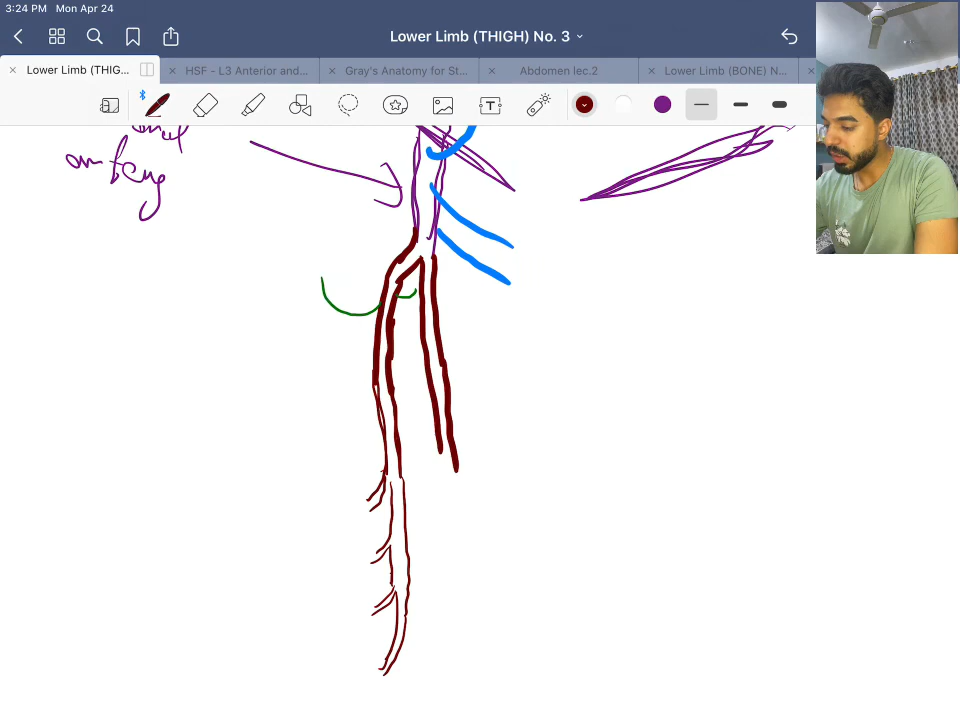 3:24 PM Mon Apr 24
Lower Limb (THIGH) No. 3
Lower Limb (THIG...
HSF - L3 Anterior and...
Gray's Anatomy for St...
Abdomen lec.2
Lower Limb (BONE) N...
T